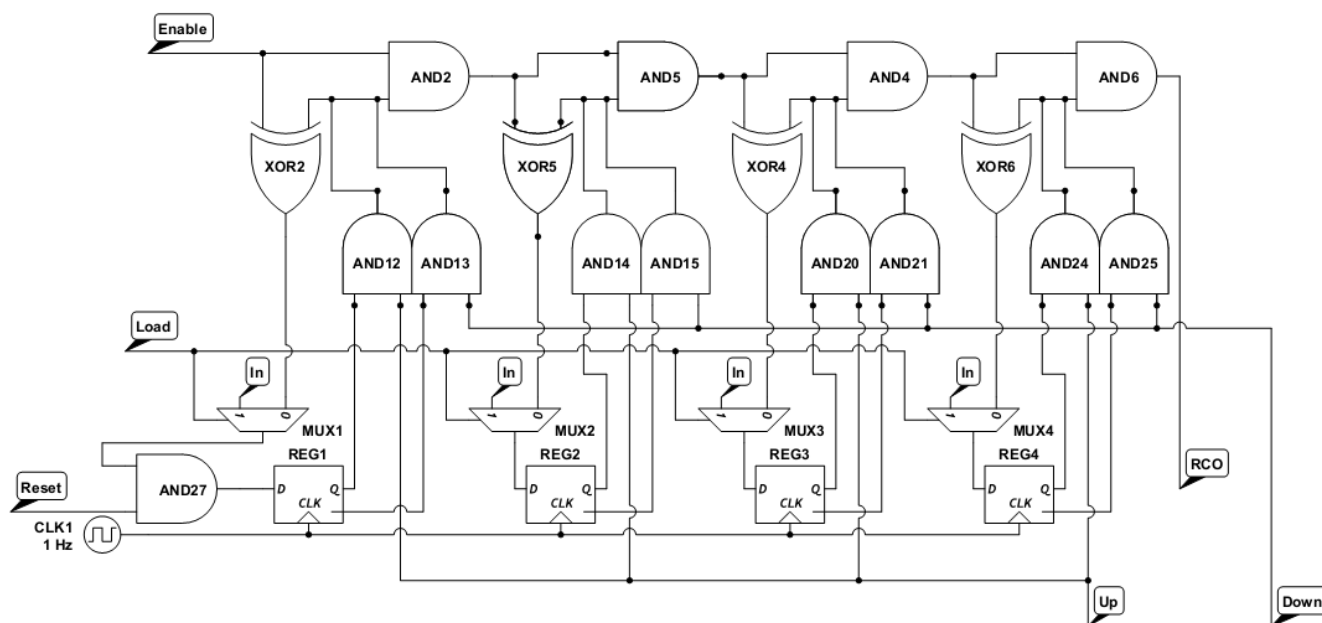 Enable
AND2
AND5
AND4
AND6
XOR2
XOR5
XOR4
XOR6
AND12
AND13
AND14
AND15
AND20
AND21
AND24
AND25
Load
In
In
In
In
1
0
1
0
1
0
1
0
MUX1
MUX2
MUX3
MUX4
REG1
REG2
REG3
REG4
Reset
AND27
D
Q
CLK
D
Q
CLK
D
Q
CLK
D
Q
CLK
RCO
CLK1
1 Hz
Up
Down